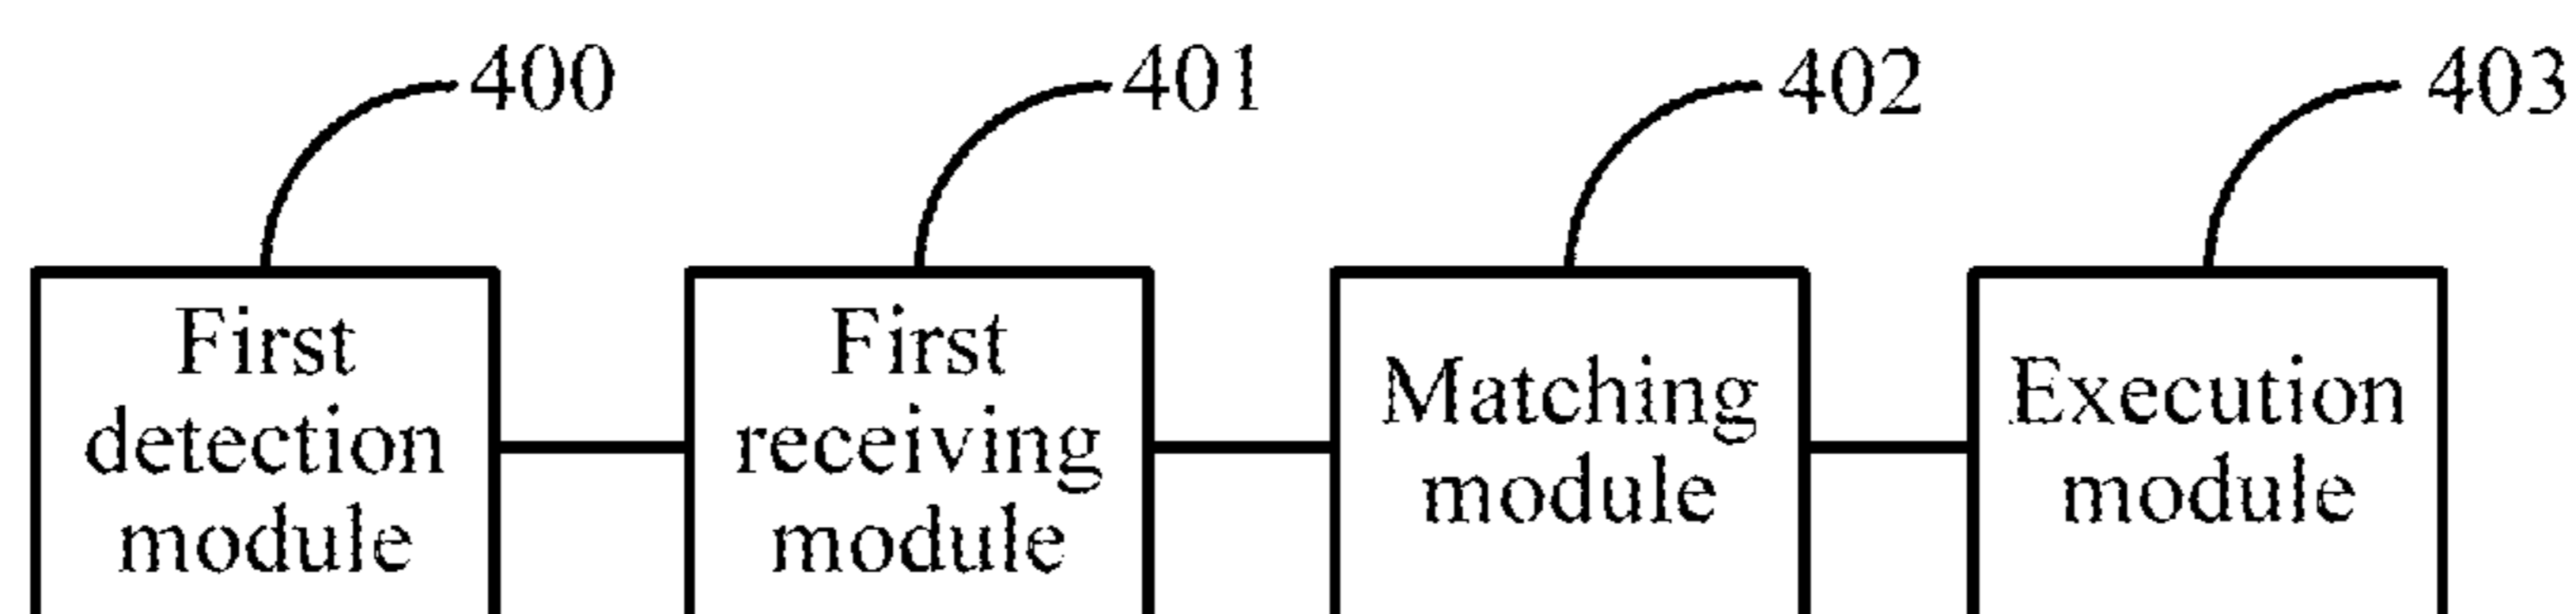 400
401
402
403
First
detection
module
First
receiving
module
Matching
module
Execution
module